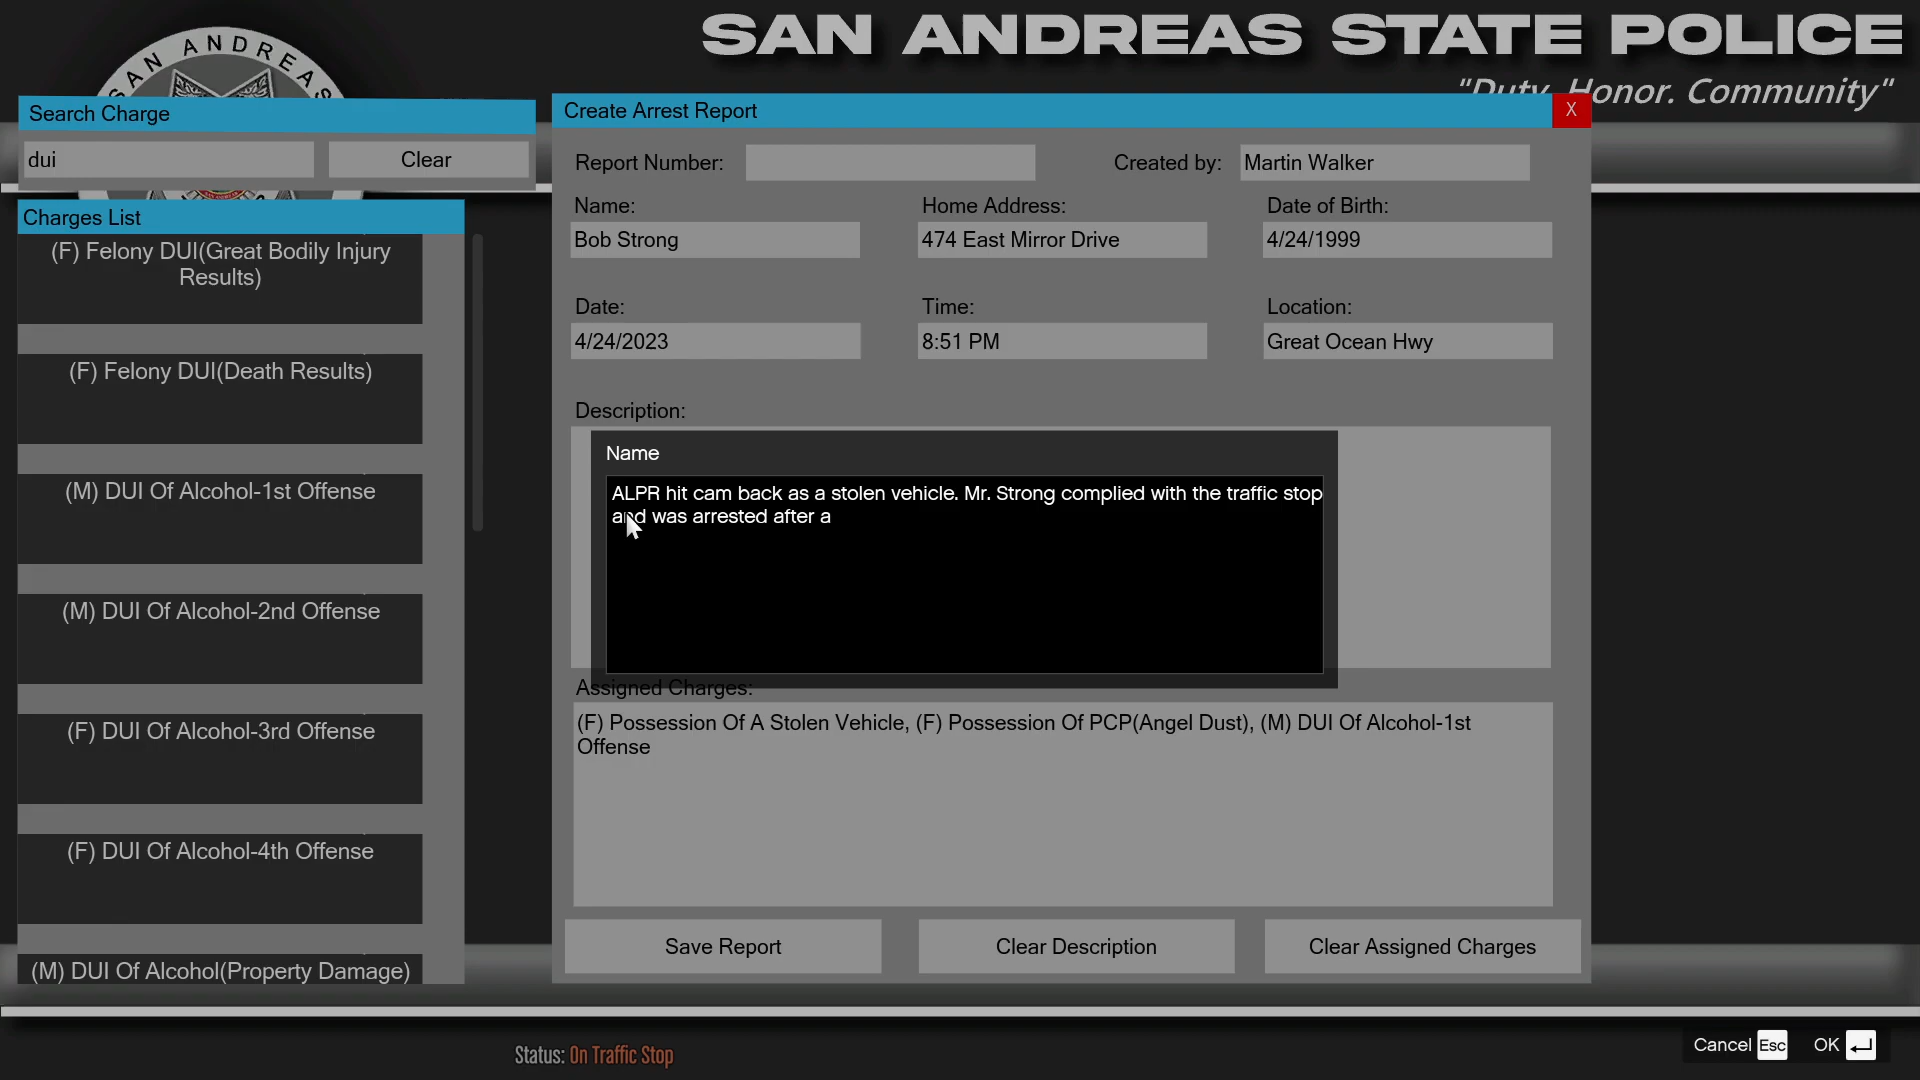 SAN ANDREAS STATE POLICE
"Duty. Honor. Community"
SAN ANDREAS
Search Charge
dui
Clear
Charges List
(F) Felony DUI(Great Bodily Injury
Results)
(F) Felony DUI(Death Results)
(M) DUI Of Alcohol-1st Offense
(M) DUI Of Alcohol-2nd Offense
(F) DUI Of Alcohol-3rd Offense
(F) DUI Of Alcohol-4th Offense
(M) DUI Of Alcohol(Property Damage)
Create Arrest Report
X
Report Number:
Created by: Martin Walker
Name: Home Address: Date of Birth:
Bob Strong 474 East Mirror Drive 4/24/1999
Date: Time: Location:
4/24/2023 8:51 PM Great Ocean Hwy
Description:
Name
ALPR hit cam back as a stolen vehicle. Mr. Strong complied with the traffic stop
and was arrested after a
Assigned Charges:
(F) Possession Of A Stolen Vehicle, (F) Possession Of PCP(Angel Dust), (M) DUI Of Alcohol-1st
Offense
Save Report Clear Description Clear Assigned Charges
Status: On Traffic Stop
Cancel Esc OK